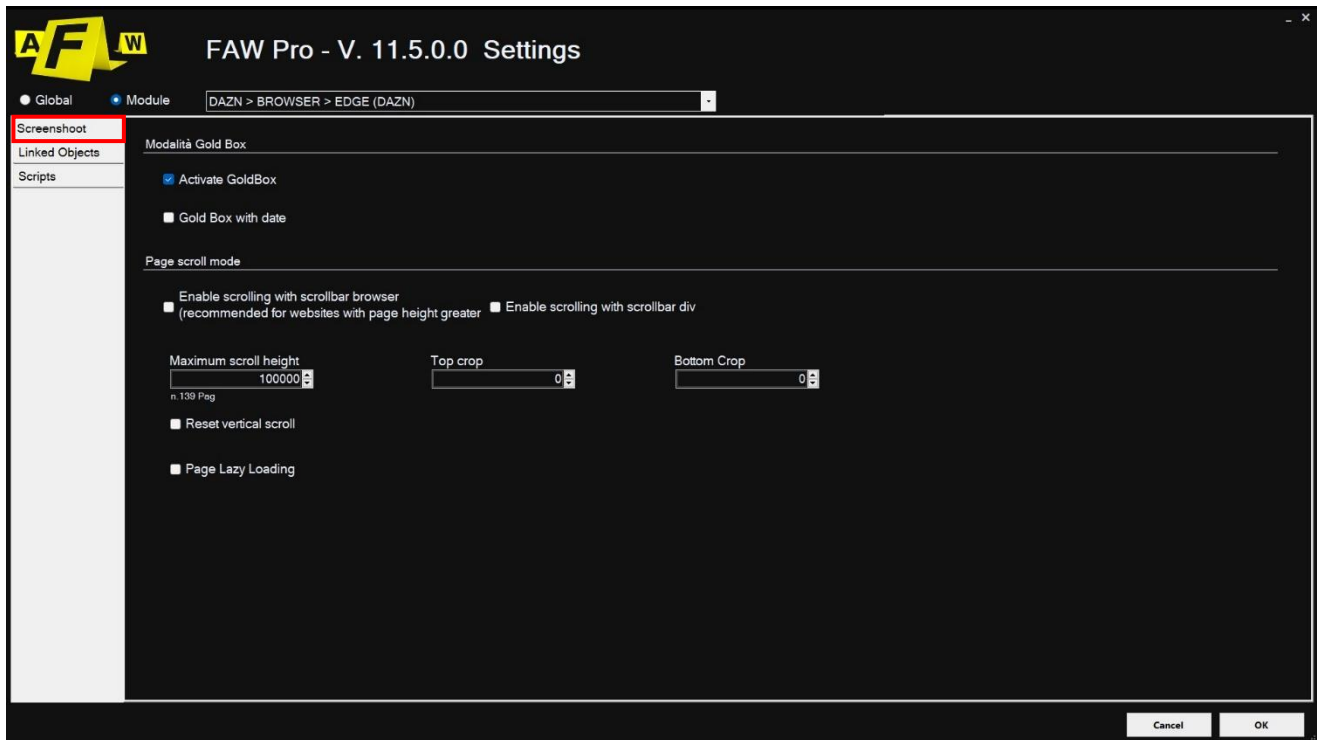 A F W
FAW Pro - V. 11.5.0.0 Settings
Global
Module
DAZN > BROWSER > EDGE (DAZN)
Screenshoot
Linked Objects
Scripts
Modalità Gold Box
Activate GoldBox
Gold Box with date
Page scroll mode
Enable scrolling with scrollbar browser
(recommended for websites with page height greater
Enable scrolling with scrollbar div
Maximum scroll height
Top crop
Bottom Crop
100000
0
0
n.139 Pag
Reset vertical scroll
Page Lazy Loading
Cancel
OK